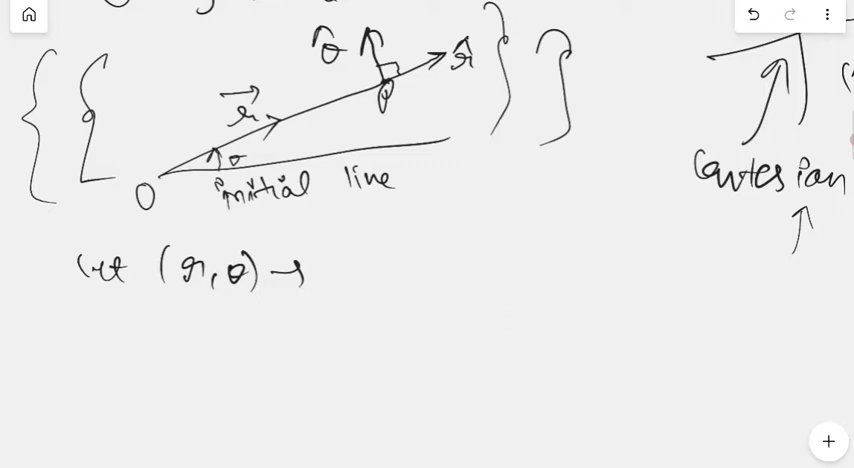 θ̂ r̂
P
r⃗
θ
O initial line
Cartesian
Let (r, θ) →